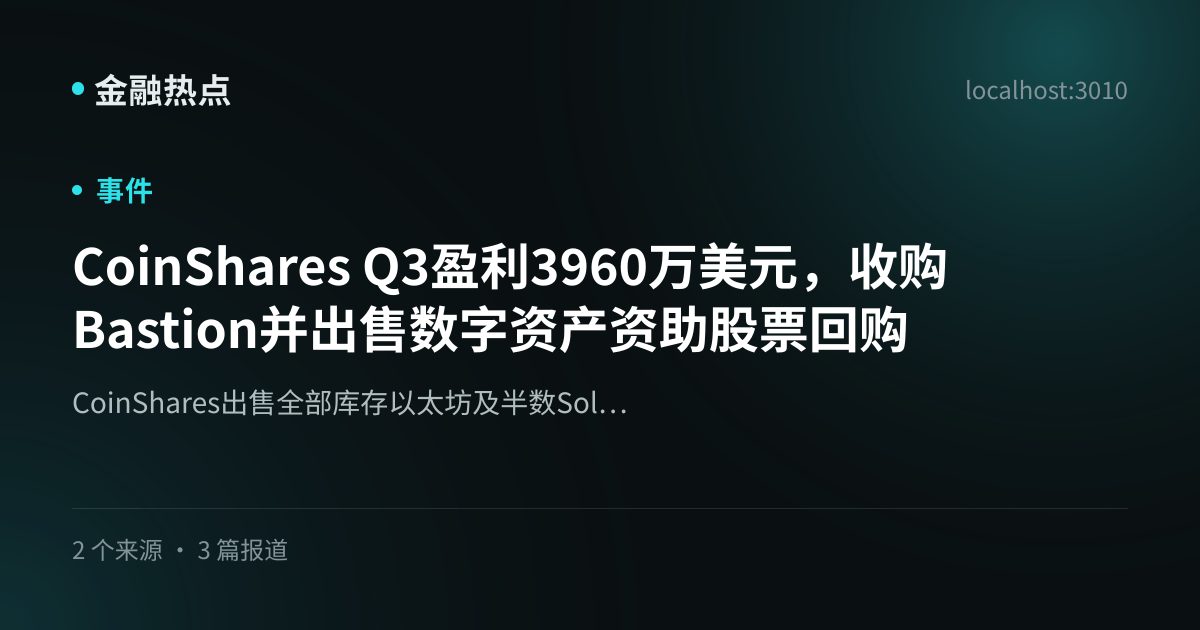 金融热点
localhost:3010
事件
CoinShares Q3盈利3960万美元，收购
Bastion并出售数字资产资助股票回购
CoinShares出售全部库存以太坊及半数Sol…
2 个来源 · 3 篇报道